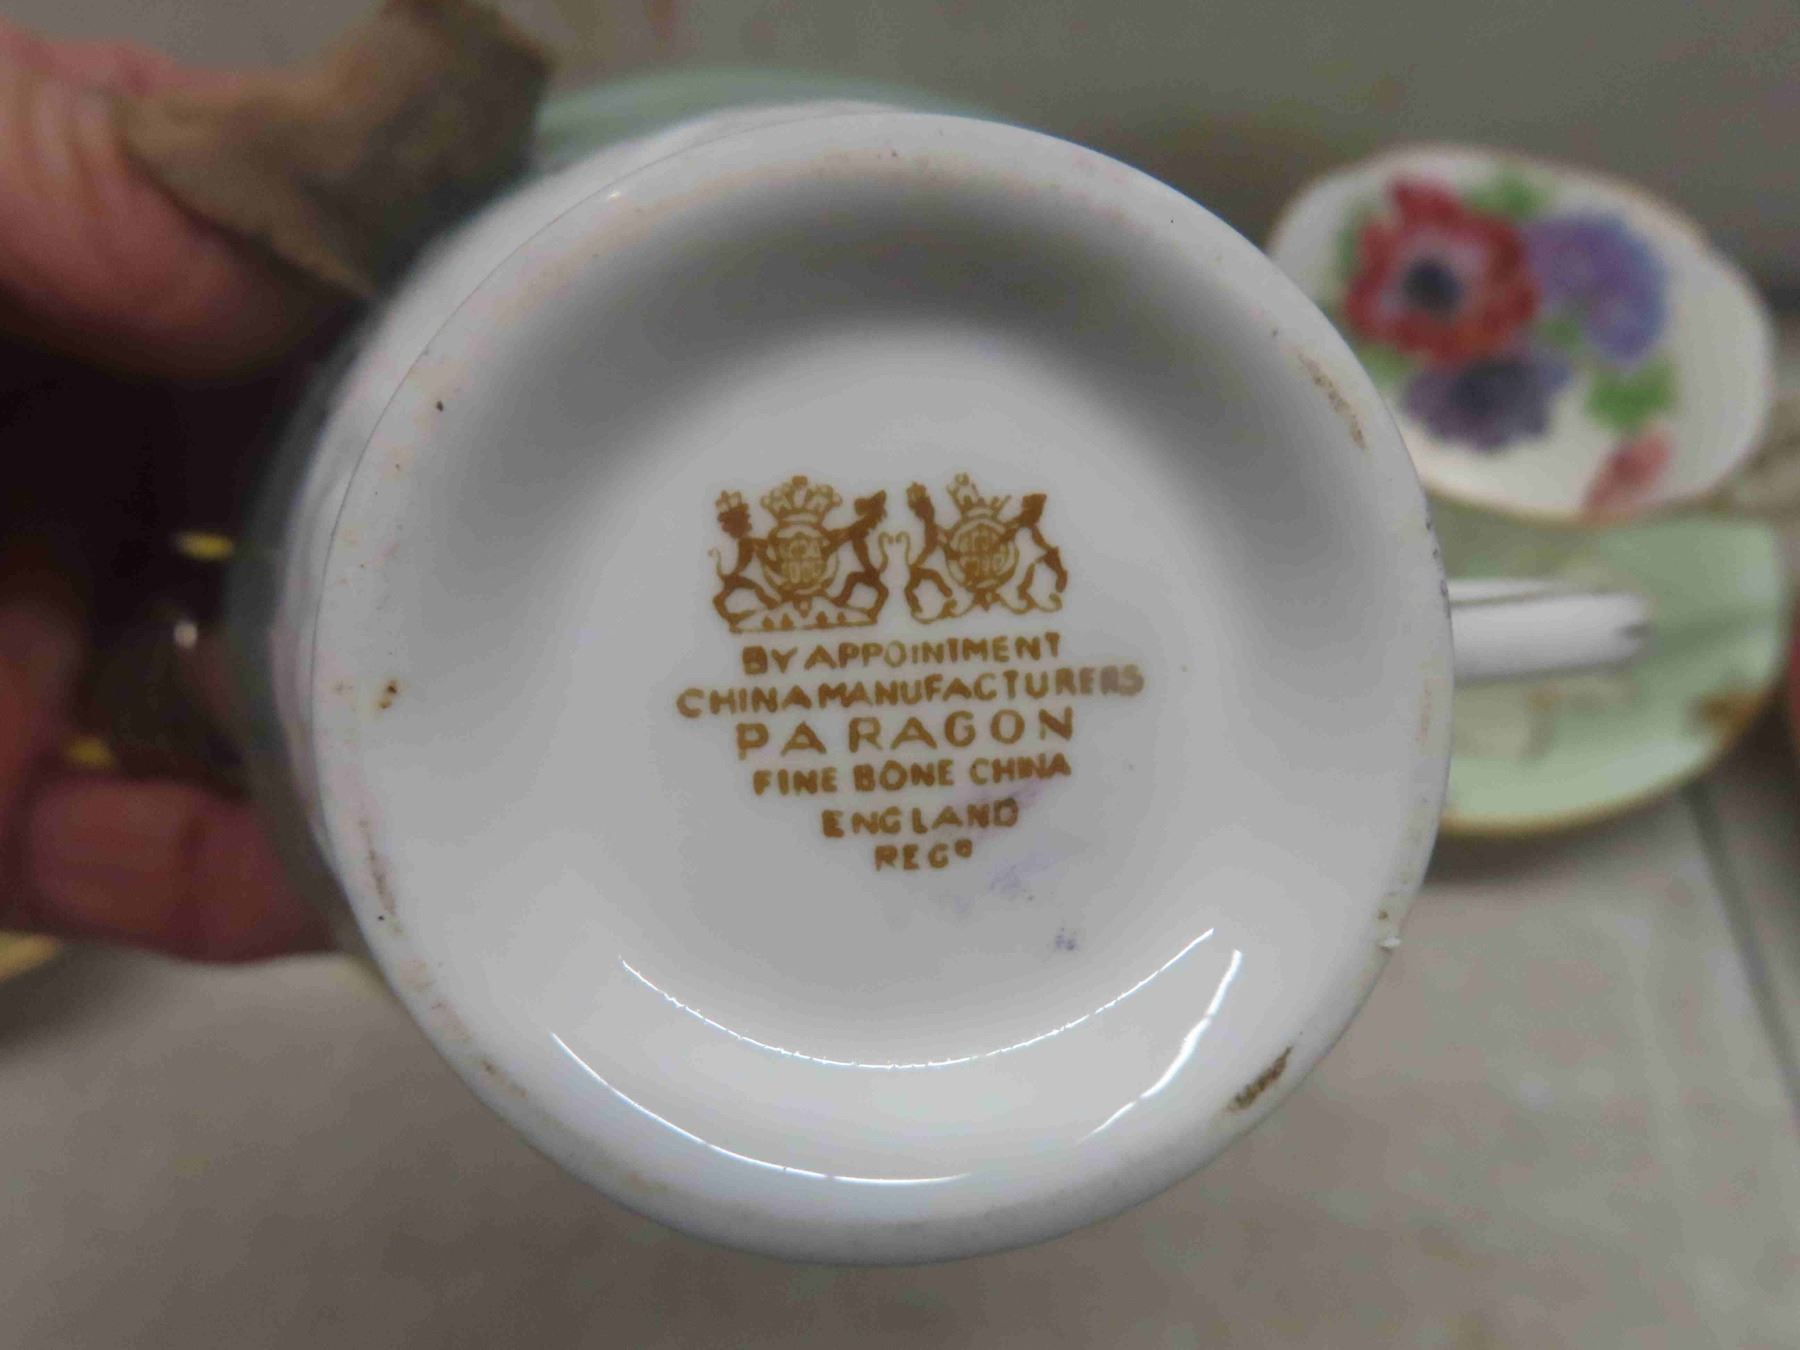 BY APPOINTMENT
CHINA MANUFACTURERS
PARAGON
FINE BONE CHINA
ENGLAND
REGD